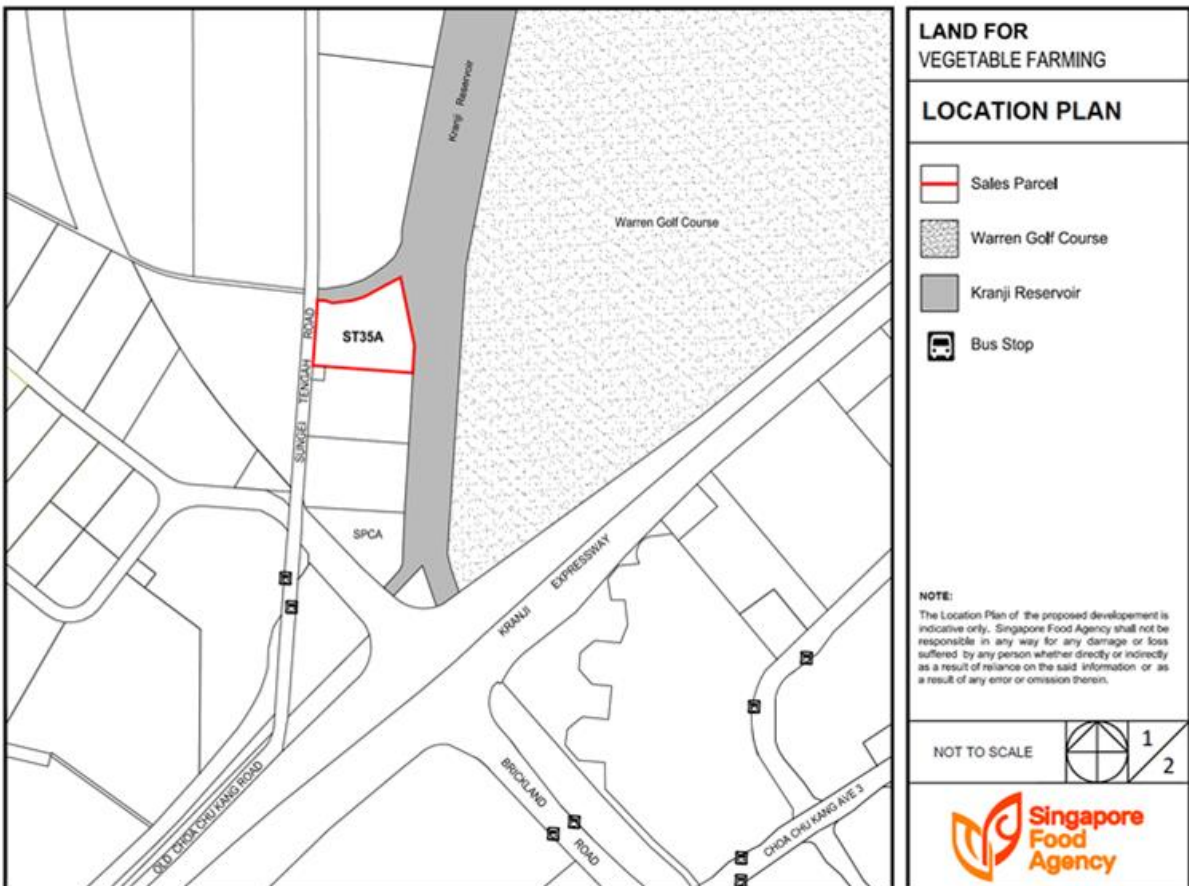 Kranji Reservoir
Warren Golf Course
ST35A
SUNGEI TENGAH ROAD
SPCA
KRANJI EXPRESSWAY
BRICKLAND ROAD
OLD CHOA CHU KANG ROAD
CHOA CHU KANG AVE 3
LAND FOR
VEGETABLE FARMING
LOCATION PLAN
Sales Parcel
Warren Golf Course
Kranji Reservoir
Bus Stop
NOTE:
The Location Plan of the proposed developement is
indicative only. Singapore Food Agency shall not be
responsible in any way for any damage or loss
suffered by any person whether directly or indirectly
as a result of reliance on the said information or as
a result of any error or omission therein.
NOT TO SCALE
1
2
Singapore
Food
Agency